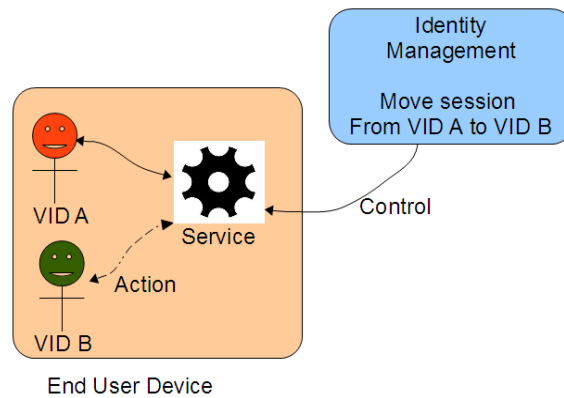 Identity
Management
Move session
From VID A to VID B
VID A
Service
Control
Action
VID B
End User Device